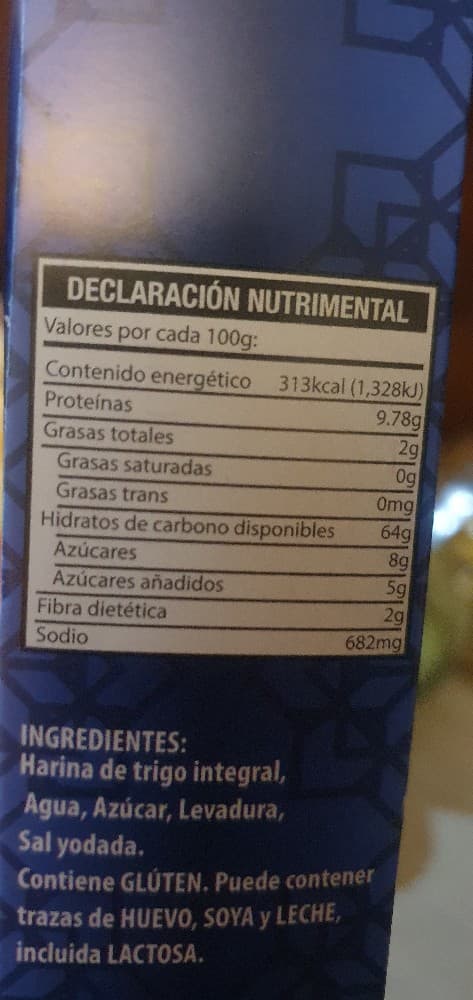 DECLARACIÓN NUTRIMENTAL
Valores por cada 100g:
Contenido energético 313kcal (1,328kJ)
Proteínas 9.78g
Grasas totales 2g
Grasas saturadas 0g
Grasas trans 0mg
Hidratos de carbono disponibles 64g
Azúcares 8g
Azúcares añadidos 5g
Fibra dietética 2g
Sodio 682mg
INGREDIENTES:
Harina de trigo integral,
Agua, Azúcar, Levadura,
Sal yodada.
Contiene GLÚTEN. Puede contener
trazas de HUEVO, SOYA y LECHE,
incluida LACTOSA.